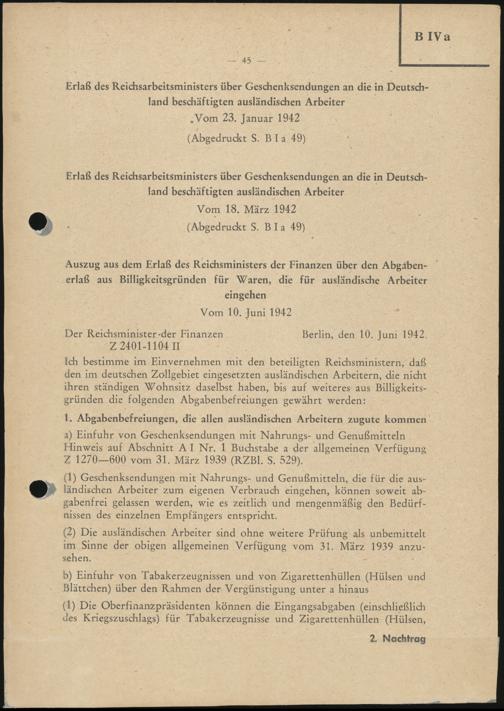 B IVa
— 45 —
Erlaß des Reichsarbeitsministers über Geschenksendungen an die in Deutsch-
land beschäftigten ausländischen Arbeiter
Vom 23. Januar 1942
(Abgedruckt S. B I a 49)
Erlaß des Reichsarbeitsministers über Geschenksendungen an die in Deutsch-
land beschäftigten ausländischen Arbeiter
Vom 18. März 1942
(Abgedruckt S. B I a 49)
Auszug aus dem Erlaß des Reichsministers der Finanzen über den Abgaben-
erlaß aus Billigkeitsgründen für Waren, die für ausländische Arbeiter
eingehen
Vom 10. Juni 1942
Der Reichsminister der Finanzen Berlin, den 10. Juni 1942.
Z 2401-1104 II
Ich bestimme im Einvernehmen mit den beteiligten Reichsministern, daß
den im deutschen Zollgebiet eingesetzten ausländischen Arbeitern, die nicht
ihren ständigen Wohnsitz daselbst haben, bis auf weiteres aus Billigkeits-
gründen die folgenden Abgabenbefreiungen gewährt werden:
1. Abgabenbefreiungen, die allen ausländischen Arbeitern zugute kommen
a) Einfuhr von Geschenksendungen mit Nahrungs- und Genußmitteln
Hinweis auf Abschnitt A I Nr. 1 Buchstabe a der allgemeinen Verfügung
Z 1270—600 vom 31. März 1939 (RZBl. S. 529).
(1) Geschenksendungen mit Nahrungs- und Genußmitteln, die für die aus-
ländischen Arbeiter zum eigenen Verbrauch eingehen, können soweit ab-
gabenfrei gelassen werden, wie es zeitlich und mengenmäßig den Bedürf-
nissen des einzelnen Empfängers entspricht.
(2) Die ausländischen Arbeiter sind ohne weitere Prüfung als unbemittelt
im Sinne der obigen allgemeinen Verfügung vom 31. März 1939 anzu-
sehen.
b) Einfuhr von Tabakerzeugnissen und von Zigarettenhüllen (Hülsen und
Blättchen) über den Rahmen der Vergünstigung unter a hinaus
(1) Die Oberfinanzpräsidenten können die Eingangsabgaben (einschließlich
des Kriegszuschlags) für Tabakerzeugnisse und Zigarettenhüllen (Hülsen,
2. Nachtrag